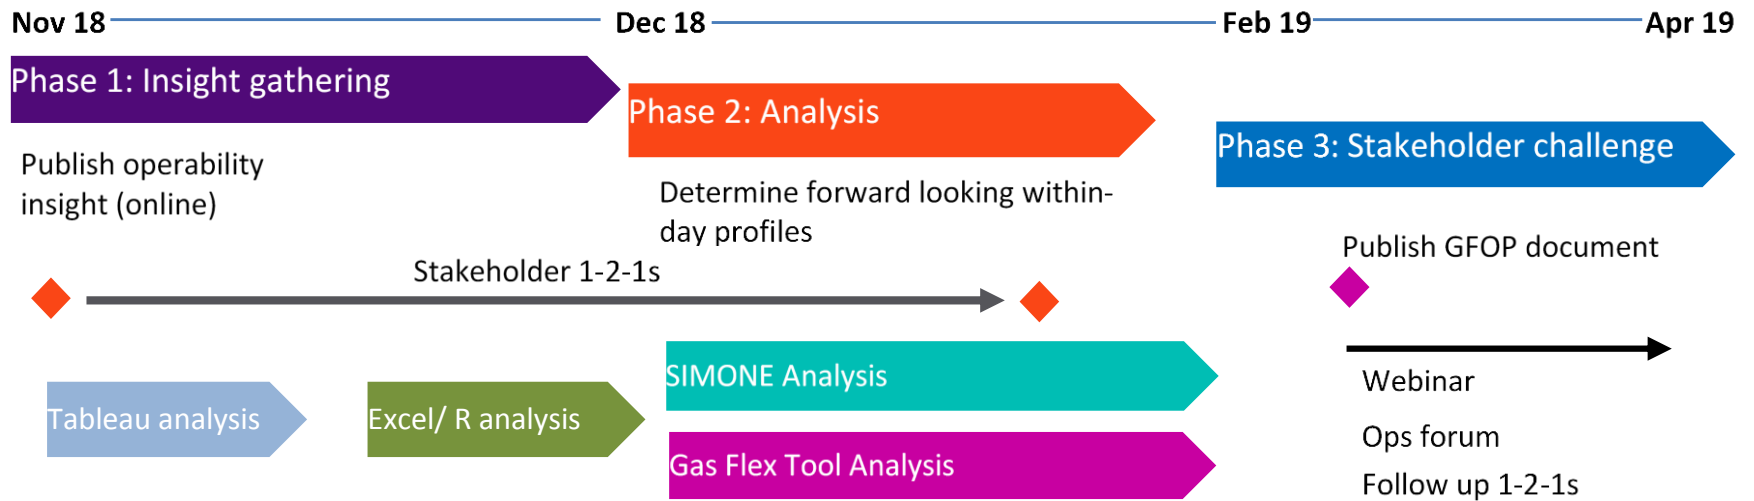 Nov 18
Dec 18
Feb 19
Apr 19
Phase 1: Insight gathering
Phase 2: Analysis
Phase 3: Stakeholder challenge
Publish operability
insight (online)
Determine forward looking within-
day profiles
Publish GFOP document
Stakeholder 1-2-1s
SIMONE Analysis
Tableau analysis
Excel/ R analysis
Gas Flex Tool Analysis
Webinar
Ops forum
Follow up 1-2-1s